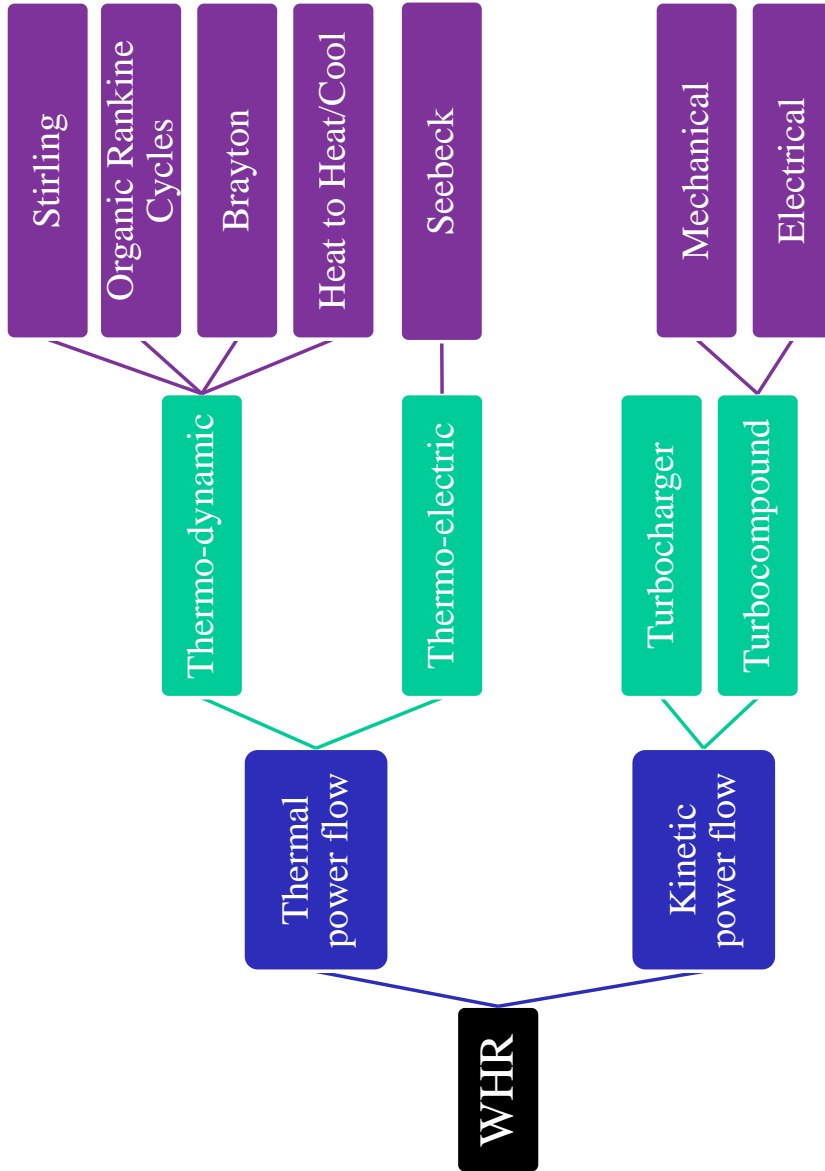 WHR
Thermal
power flow
Kinetic
power flow
Thermo-dynamic
Thermo-electric
Turbocharger
Turbocompound
Stirling
Organic Rankine
Cycles
Brayton
Heat to Heat/Cool
Seebeck
Mechanical
Electrical